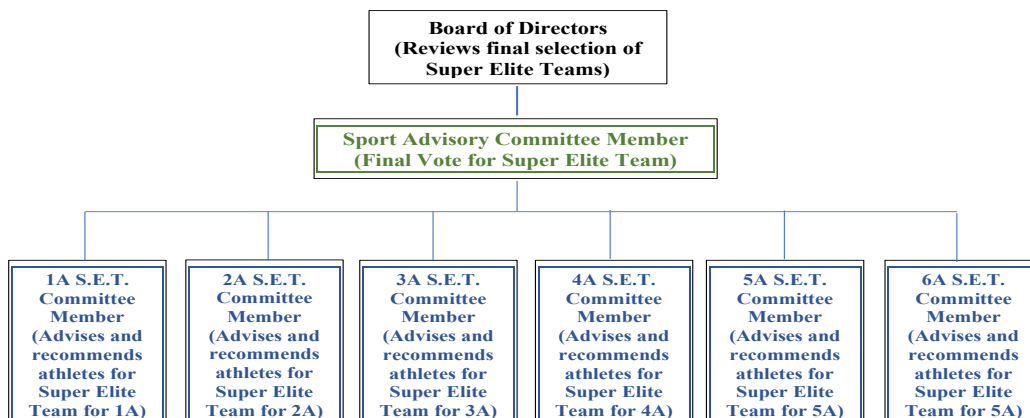 Board of Directors
(Reviews final selection of
Super Elite Teams)
Sport Advisory Committee Member
(Final Vote for Super Elite Team)
1A S.E.T.
Committee
Member
(Advises and
recommends
athletes for
Super Elite
Team for 1A)
2A S.E.T.
Committee
Member
(Advises and
recommends
athletes for
Super Elite
Team for 2A)
3A S.E.T.
Committee
Member
(Advises and
recommends
athletes for
Super Elite
Team for 3A)
4A S.E.T.
Committee
Member
(Advises and
recommends
athletes for
Super Elite
Team for 4A)
5A S.E.T.
Committee
Member
(Advises and
recommends
athletes for
Super Elite
Team for 5A)
6A S.E.T.
Committee
Member
(Advises and
recommends
athletes for
Super Elite
Team for 5A)